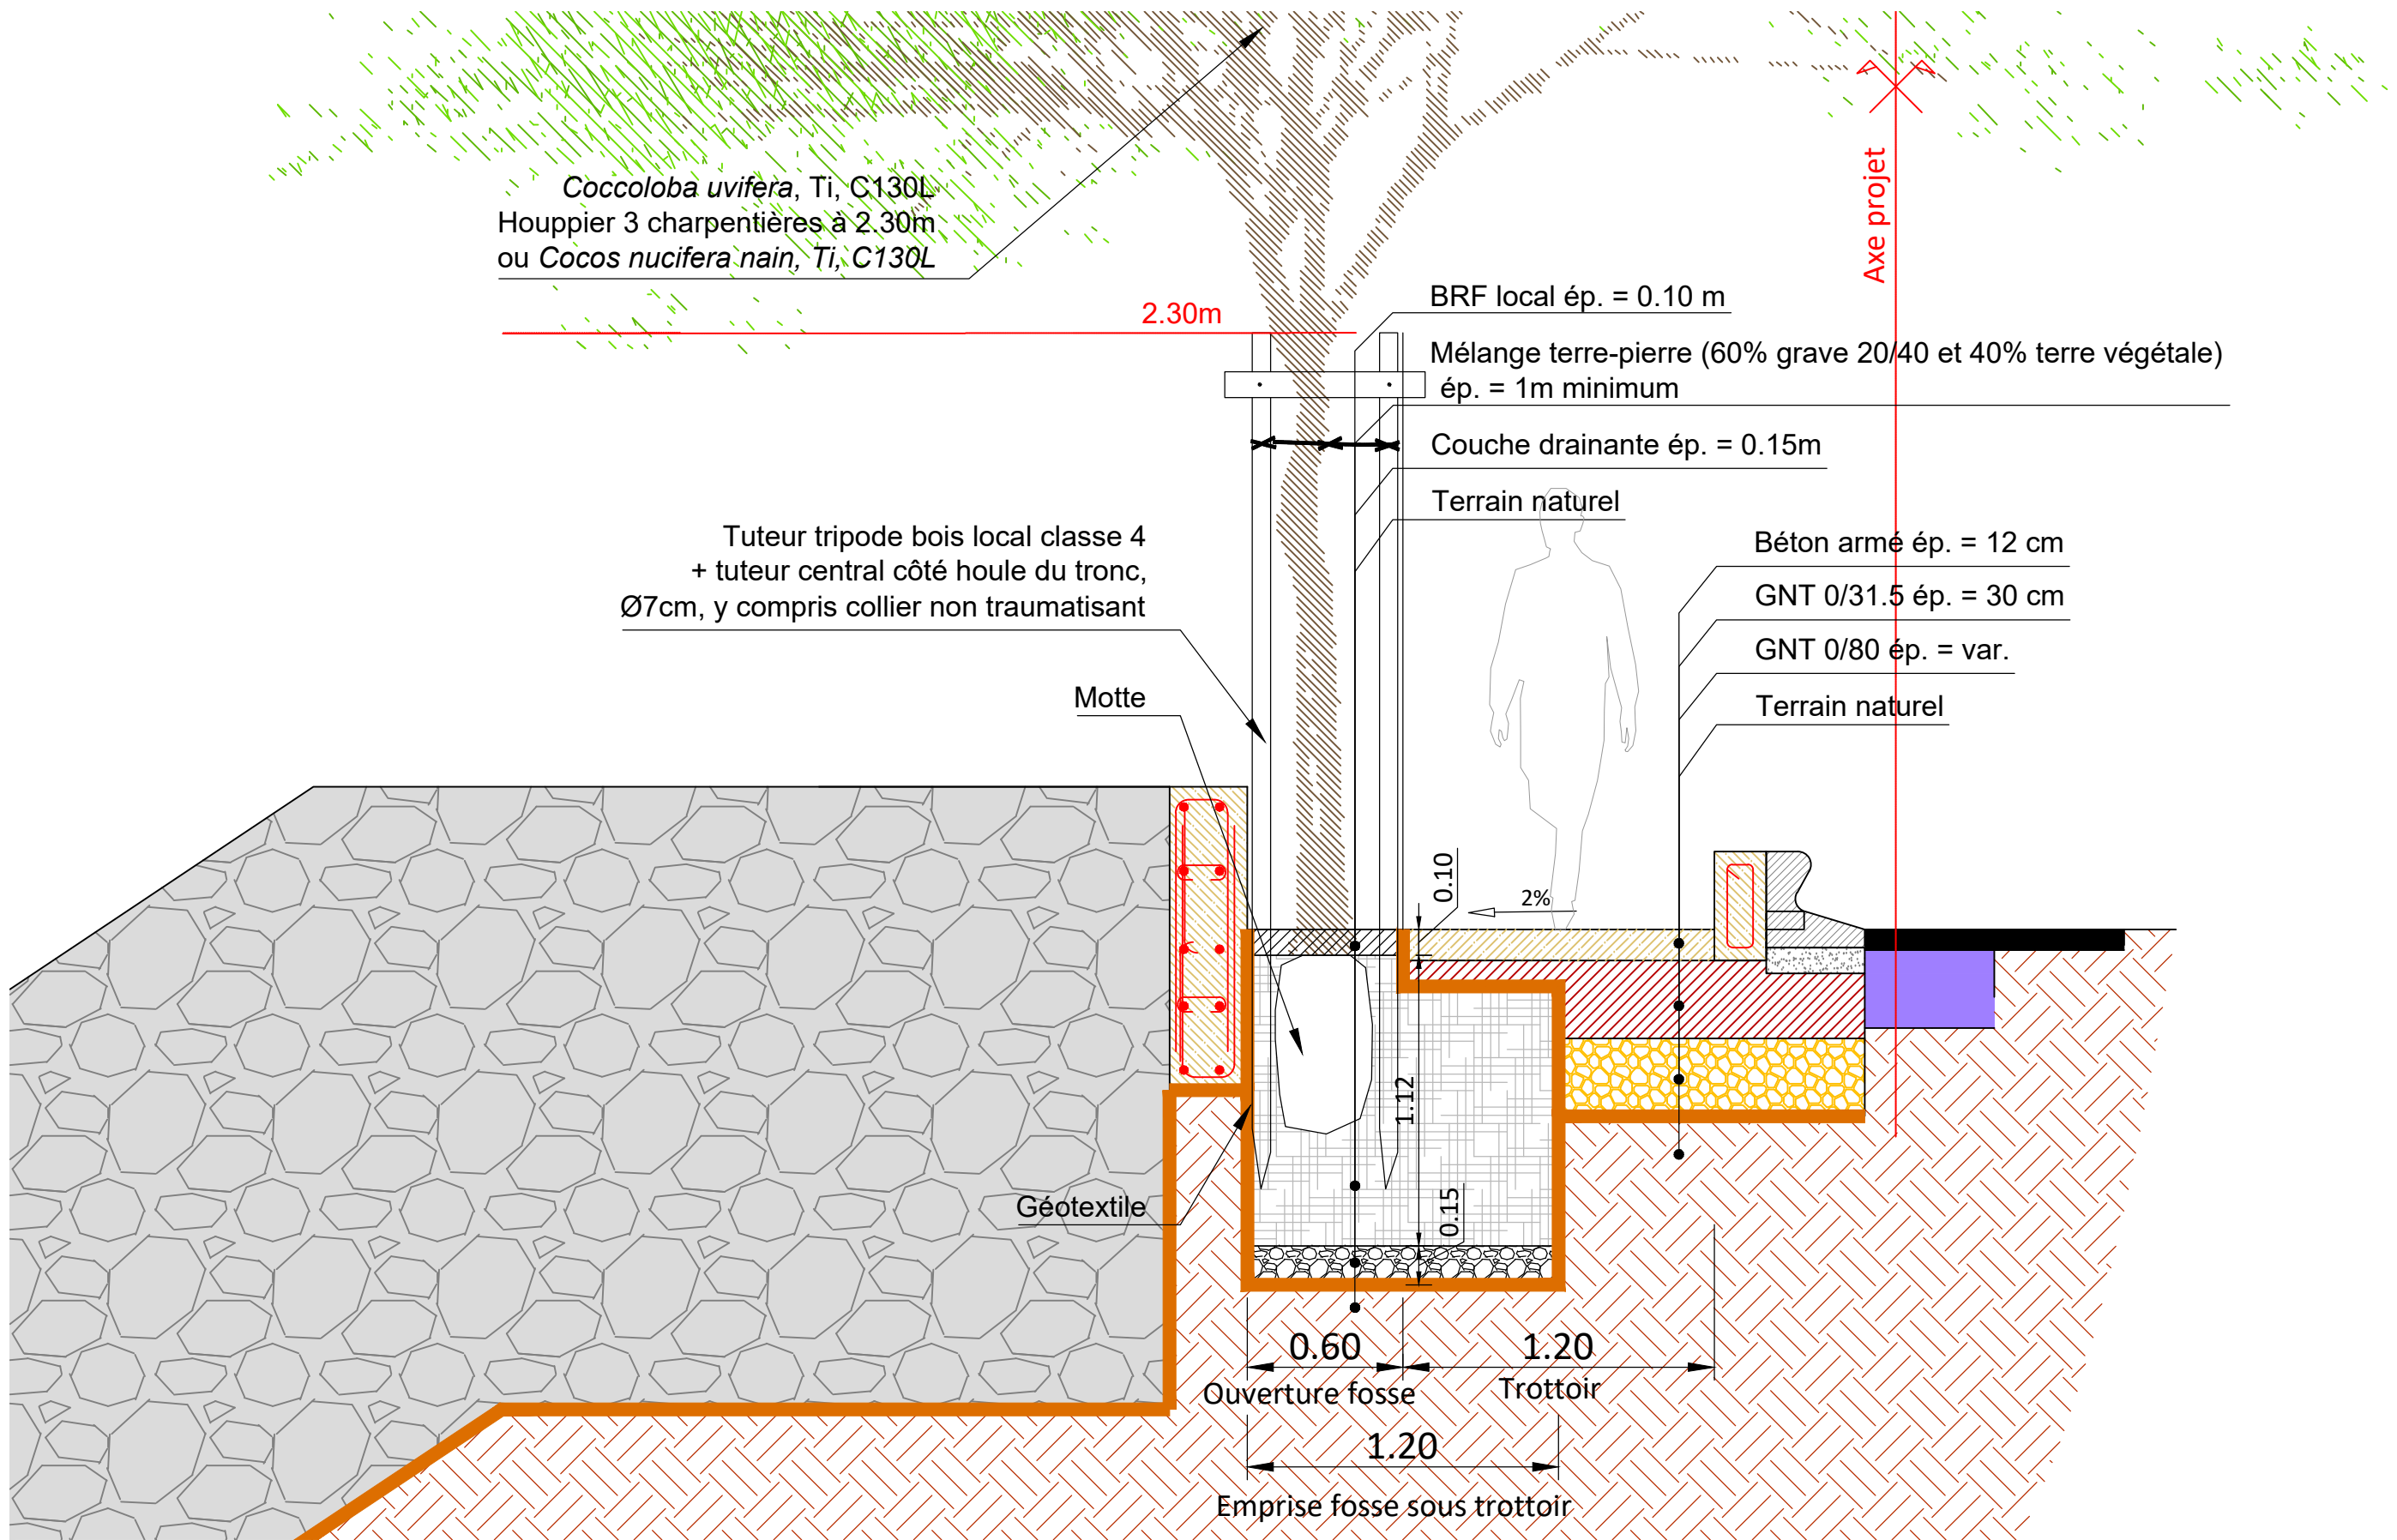 Coccoloba uvifera, Ti, C130L
Houppier 3 charpentières à 2.30m
ou Cocos nucifera nain, Ti, C130L
Axe projet
2.30m
BRF local ép. = 0.10 m
Mélange terre-pierre (60% grave 20/40 et 40% terre végétale)
ép. = 1m minimum
Couche drainante ép. = 0.15m
Terrain naturel
Tuteur tripode bois local classe 4
+ tuteur central côté houle du tronc,
Ø7cm, y compris collier non traumatisant
Béton armé ép. = 12 cm
GNT 0/31.5 ép. = 30 cm
GNT 0/80 ép. = var.
Terrain naturel
Motte
0.10
2%
1.12
0.15
Géotextile
0.60
1.20
Ouverture fosse
Trottoir
1.20
Emprise fosse sous trottoir